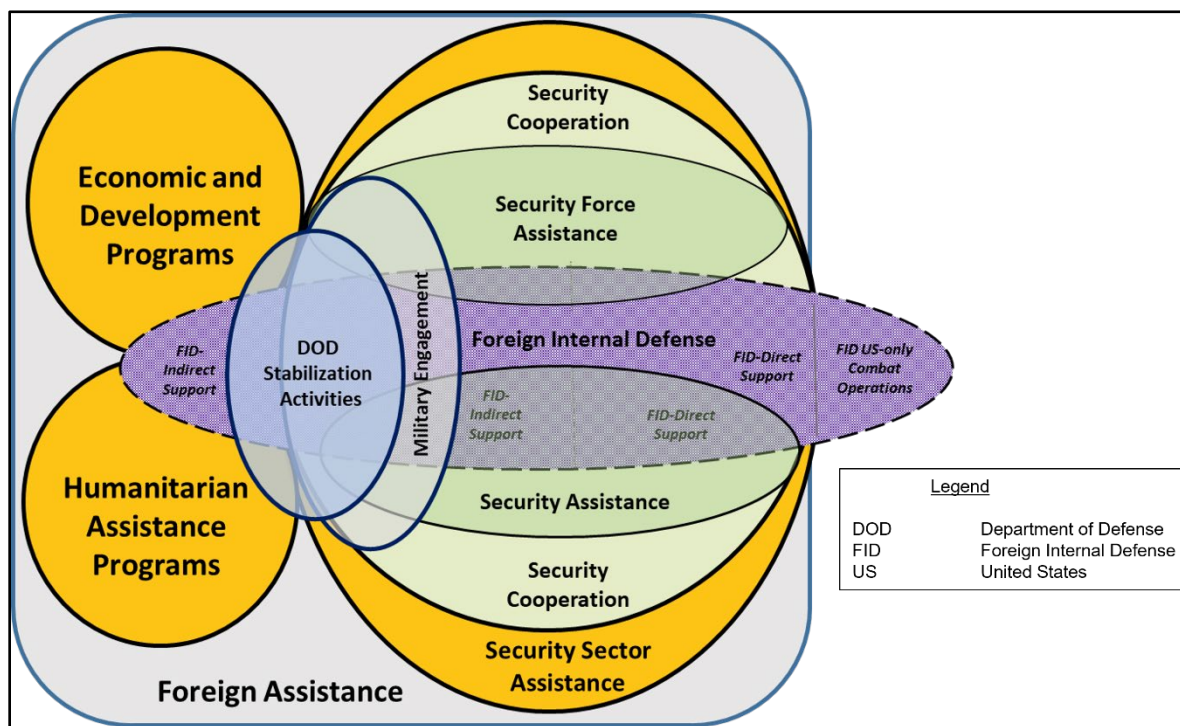 Security
Cooperation
Economic and
Development
Programs
Security Force
Assistance
Military Engagement
Foreign Internal Defense
FID-
Indirect
Support
DOD
Stabilization
Activities
FID-Direct
Support
FID US-only
Combat
Operations
FID-
Indirect
Support
FID-Direct
Support
Humanitarian
Assistance
Programs
Security Assistance
Security
Cooperation
Security Sector
Assistance
Foreign Assistance
Legend
DOD Department of Defense
FID Foreign Internal Defense
US United States